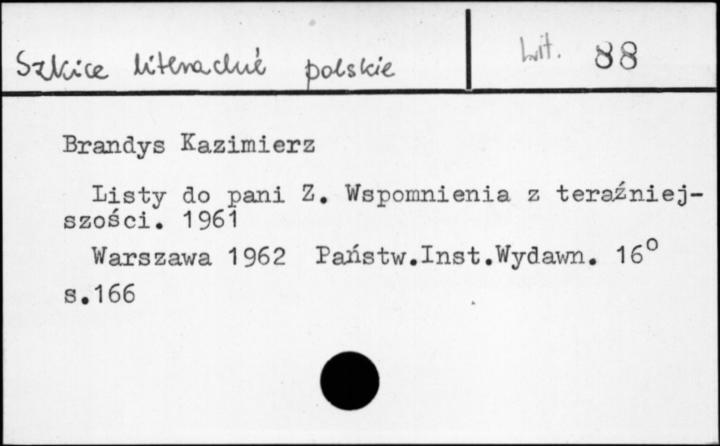 Szkice literackie polskie
Lit. 88
Brandys Kazimierz
Listy do pani Z. Wspomnienia z teraźniej-
szości. 1961
Warszawa 1962 Państw.Inst.Wydawn. 16°
s.166